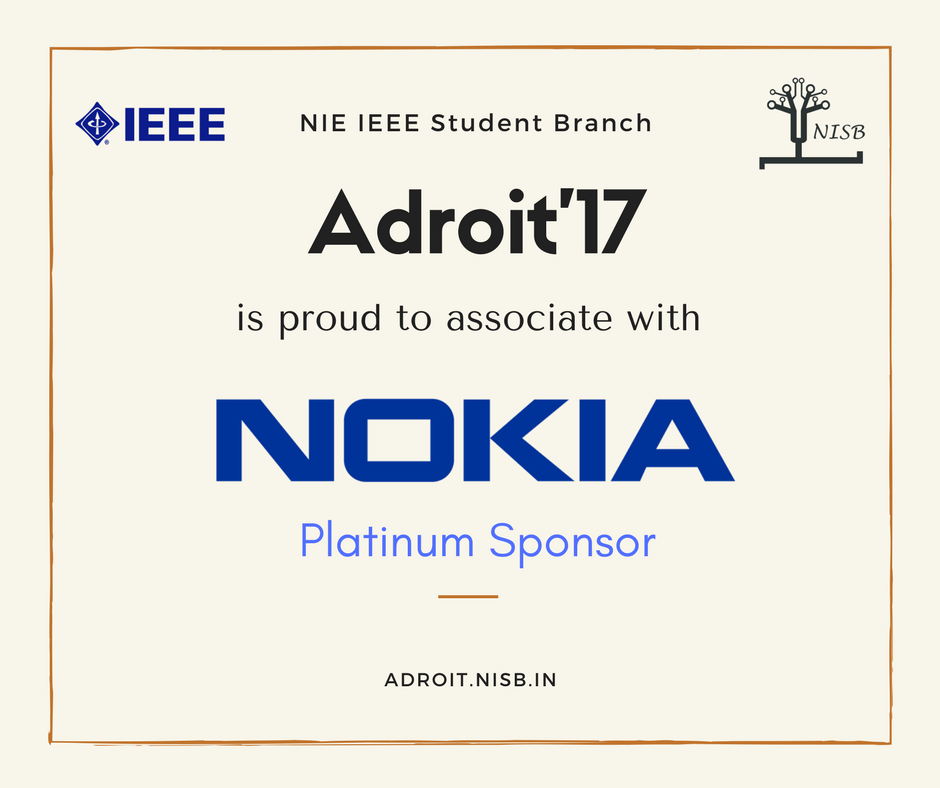 IEEE
NIE IEEE Student Branch
NISB
Adroit'17
is proud to associate with
NOKIA
Platinum Sponsor
ADROIT.NISB.IN